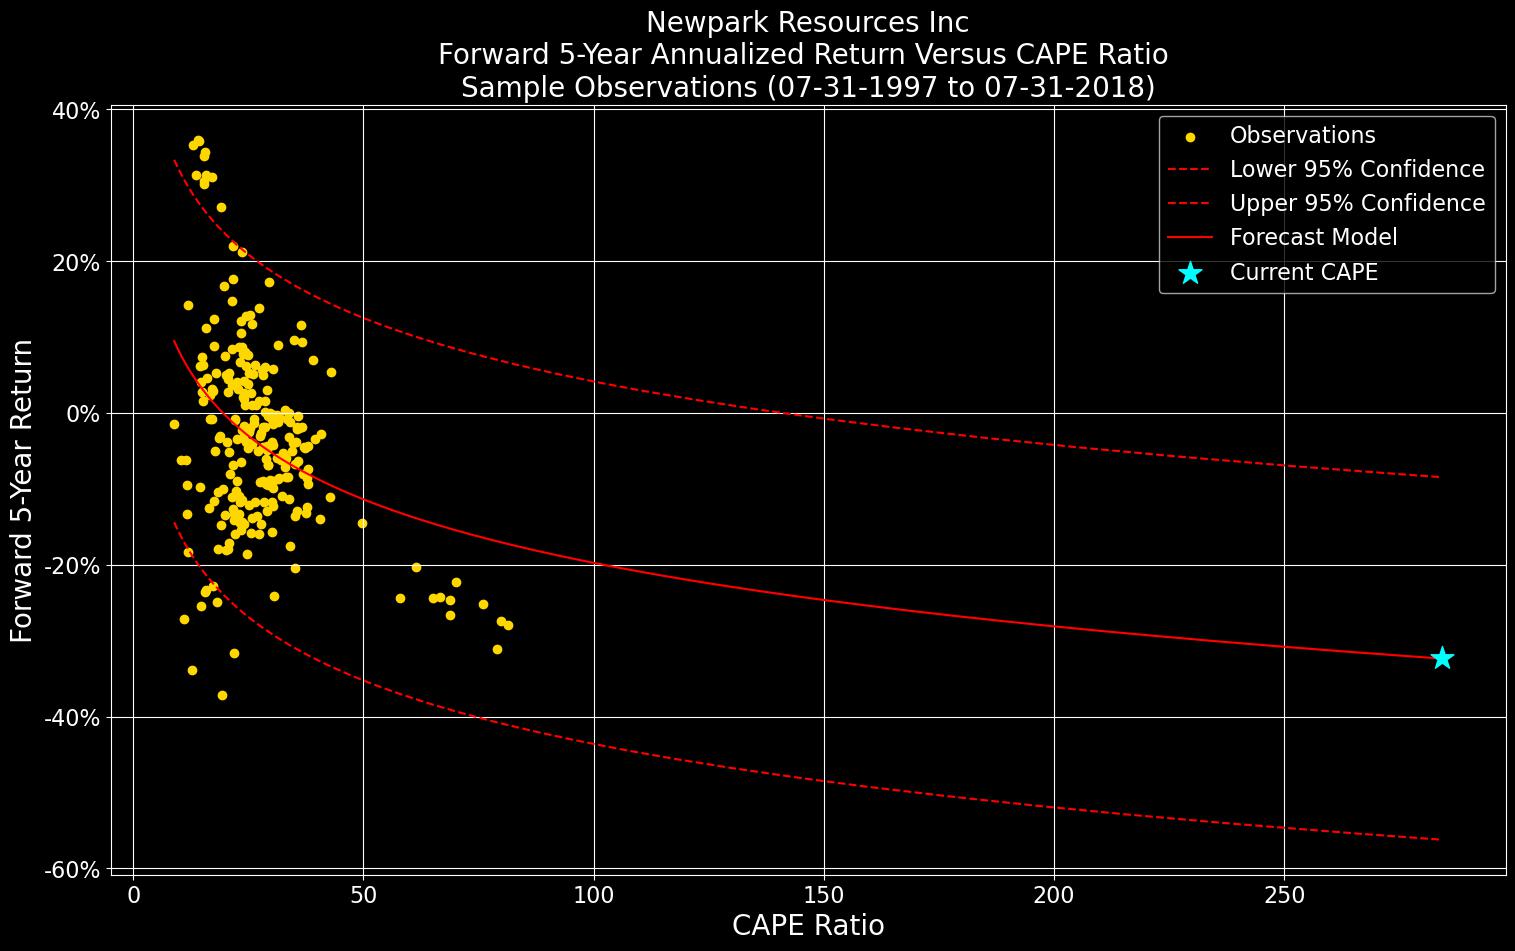 Newpark Resources Inc
Forward 5-Year Annualized Return Versus CAPE Ratio
Sample Observations (07-31-1997 to 07-31-2018)
Forward 5-Year Return
40%
20%
0%
-20%
-40%
-60%
Observations
Lower 95% Confidence
Upper 95% Confidence
Forecast Model
Current CAPE
0 50 100 150 200 250
CAPE Ratio